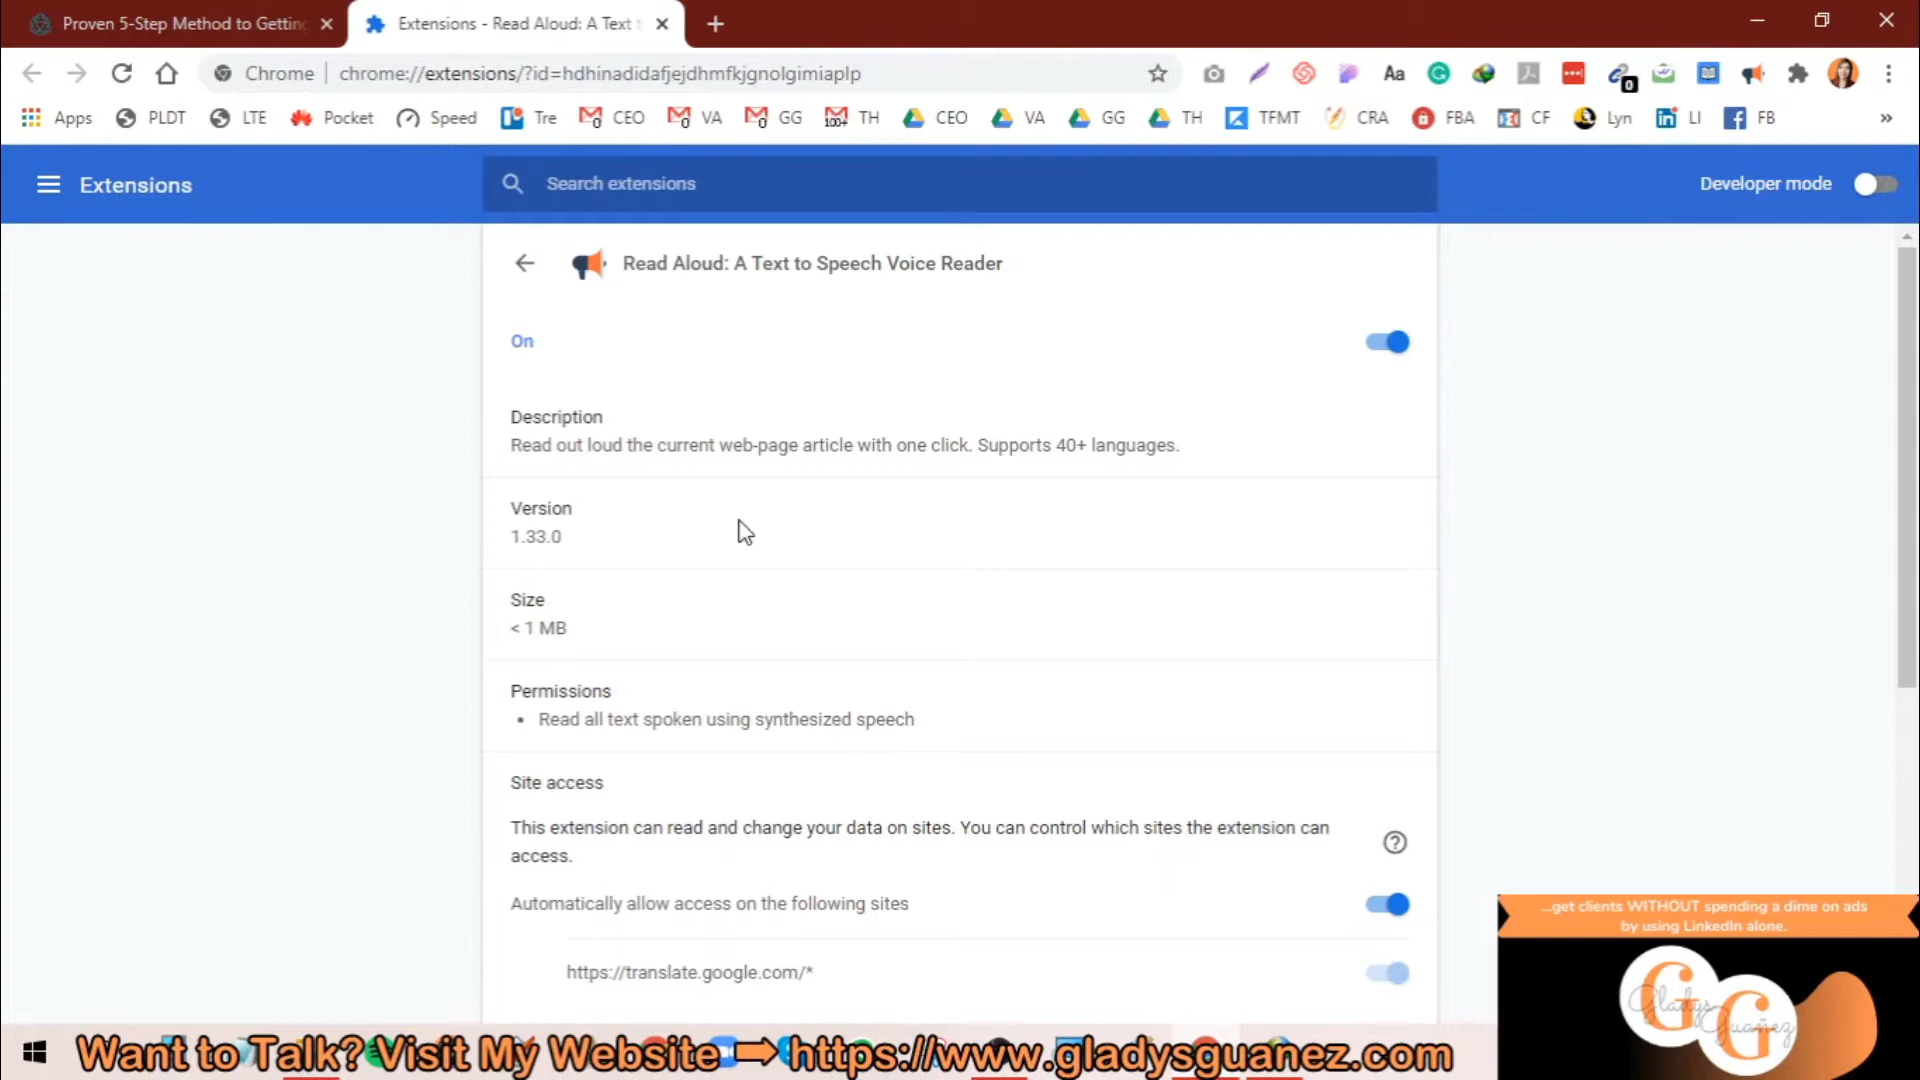 Proven 5-Step Method to Getting
Extensions - Read Aloud: A Text t
Chrome
chrome://extensions/?id=hdhinadidafjejdhmfkjgnolgimiaplp
Aa
0
Apps
PLDT
LTE
Pocket
Speed
Tre
CEO
VA
GG
100+
TH
CEO
VA
GG
TH
TFMT
CRA
FBA
CF
Lyn
LI
FB
»
Extensions
Search extensions
Developer mode
Read Aloud: A Text to Speech Voice Reader
On
Description
Read out loud the current web-page article with one click. Supports 40+ languages.
Version
1.33.0
Size
< 1 MB
Permissions
• Read all text spoken using synthesized speech
Site access
This extension can read and change your data on sites. You can control which sites the extension can
access.
Automatically allow access on the following sites
https://translate.google.com/*
...get clients WITHOUT spending a dime on ads
by using LinkedIn alone.
GG
Gladys
Guañez
Want to Talk? Visit My Website ➡ https://www.gladysguanez.com